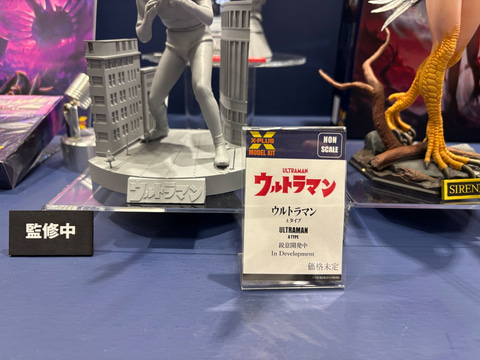 ウルトラマン
監修中
X-PLUS
MODEL KIT
NON
SCALE
ULTRAMAN
ウルトラマン
ウルトラマン
Aタイプ
ULTRAMAN
A TYPE
鋭意開発中
In Development
価格未定
SIREN